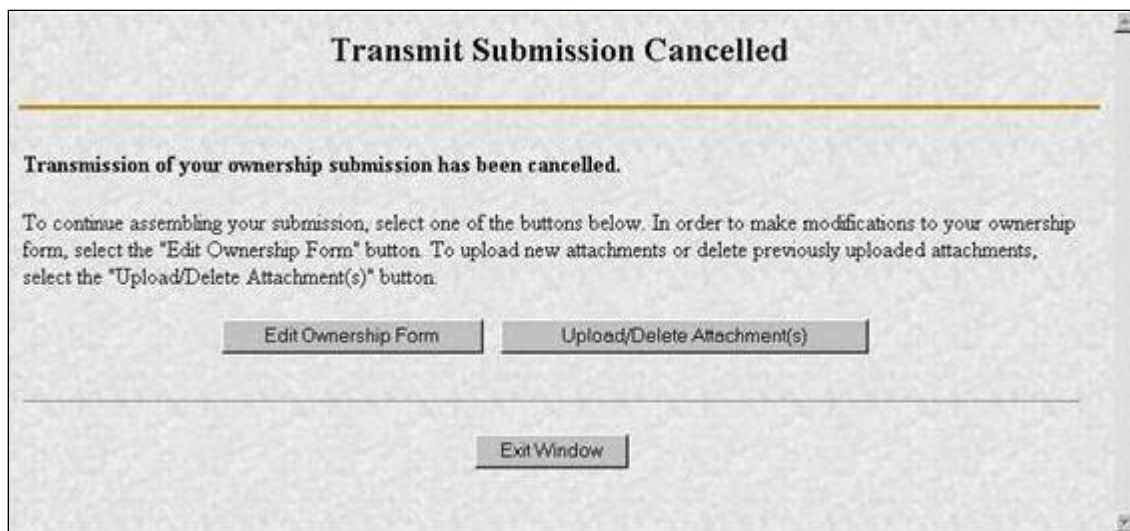 Transmit Submission Cancelled
Transmission of your ownership submission has been cancelled.
To continue assembling your submission, select one of the buttons below. In order to make modifications to your ownership
form, select the "Edit Ownership Form" button. To upload new attachments or delete previously uploaded attachments,
select the "Upload/Delete Attachment(s)" button.
Edit Ownership Form
Upload/Delete Attachment(s)
Exit Window